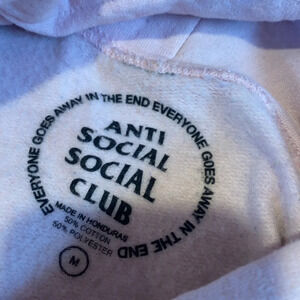 EVERYONE GOES AWAY IN THE END EVERYONE GOES AWAY IN THE END
ANTI
SOCIAL
SOCIAL
CLUB
MADE IN HONDURAS
50% COTTON
50% POLYESTER
M